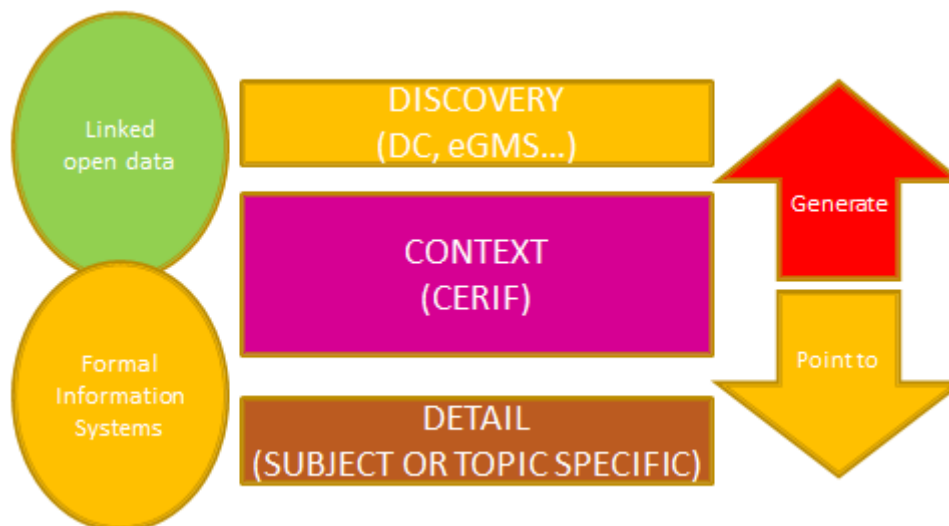 Linked
open data
DISCOVERY
(DC, eGMS...)
Generate
CONTEXT
(CERIF)
Formal
Information
Systems
Point to
DETAIL
(SUBJECT OR TOPIC SPECIFIC)